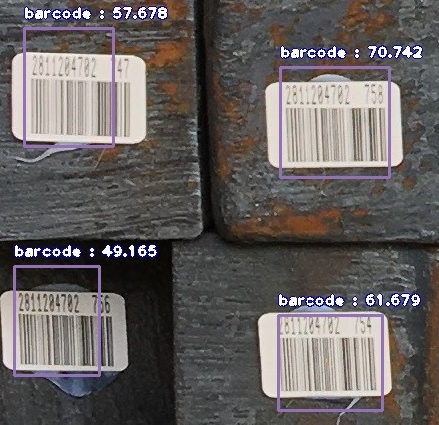 barcode : 57.678
2811204702 47
barcode : 70.742
2811204702 758
barcode : 49.165
2811204702 756
barcode : 61.679
2811204702 754